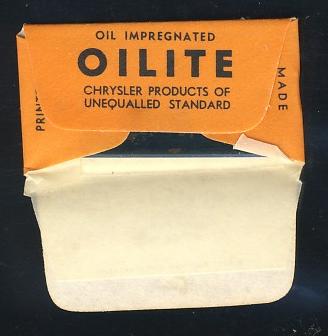 OIL IMPREGNATED
OILITE
CHRYSLER PRODUCTS OF
UNEQUALLED STANDARD
MADE